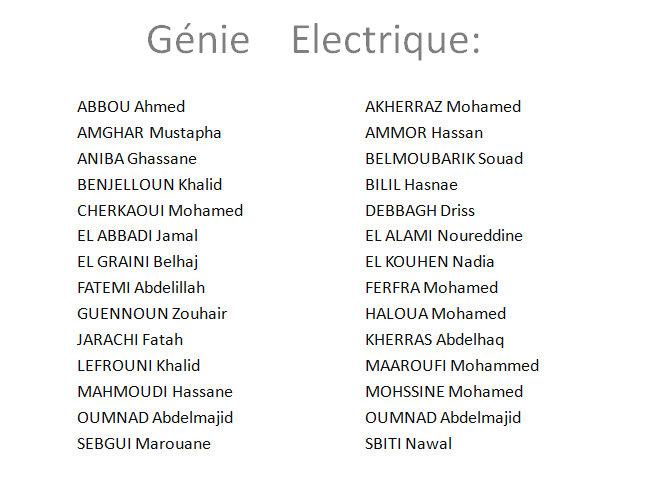 Génie Electrique:
ABBOU Ahmed
AMGHAR Mustapha
ANIBA Ghassane
BENJELLOUN Khalid
CHERKAOUI Mohamed
EL ABBADI Jamal
EL GRAINI Belhaj
FATEMI Abdelillah
GUENNOUN Zouhair
JARACHI Fatah
LEFROUNI Khalid
MAHMOUDI Hassane
OUMNAD Abdelmajid
SEBGUI Marouane
AKHERRAZ Mohamed
AMMOR Hassan
BELMOUBARIK Souad
BILIL Hasnae
DEBBAGH Driss
EL ALAMI Noureddine
EL KOUHEN Nadia
FERFRA Mohamed
HALOUA Mohamed
KHERRAS Abdelhaq
MAAROUFI Mohammed
MOHSSINE Mohamed
OUMNAD Abdelmajid
SBITI Nawal